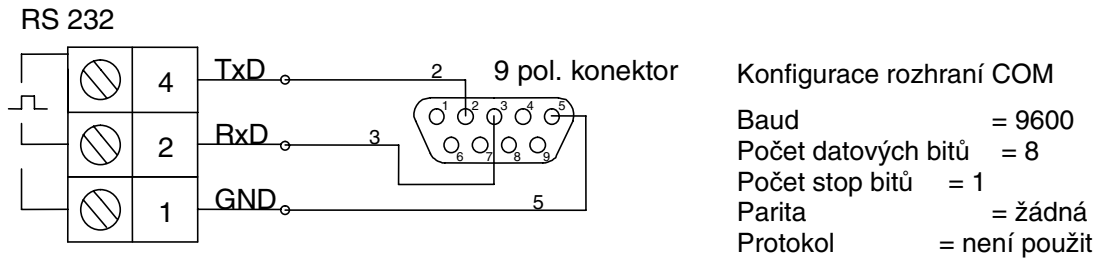 RS 232
4 TxD 2 9 pol. konektor
1 2 3 4 5
2 RxD 3
6 7 8 9
1 GND 5
Konfigurace rozhraní COM
Baud = 9600
Počet datových bitů = 8
Počet stop bitů = 1
Parita = žádná
Protokol = není použit